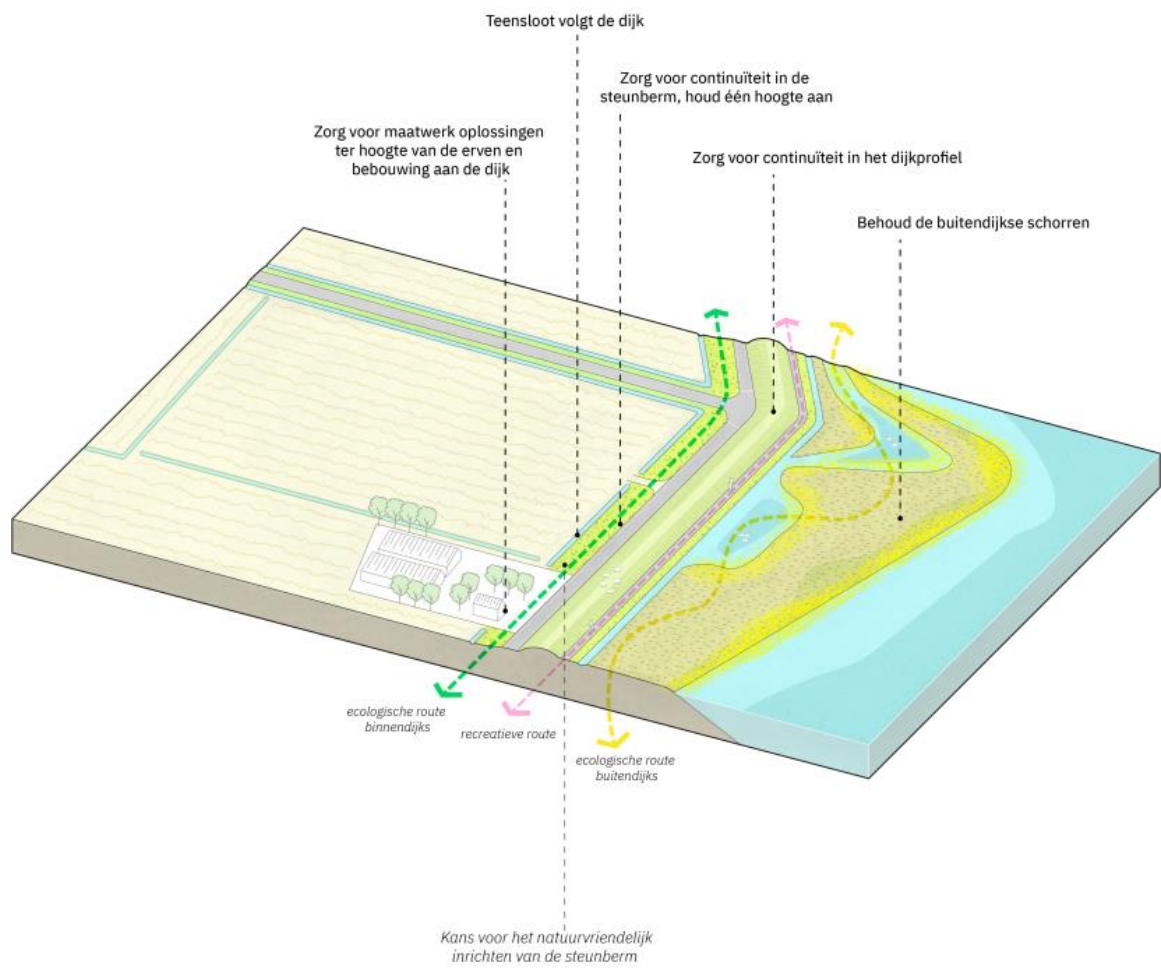 Teensloot volgt de dijk
Zorg voor continuïteit in de
steunberm, houd één hoogte aan
Zorg voor maatwerk oplossingen
ter hoogte van de erven en
bebouwing aan de dijk
Zorg voor continuïteit in het dijkprofiel
Behoud de buitendijkse schorren
ecologische route
binnendijks
recreatieve route
ecologische route
buitendijks
Kans voor het natuurvriendelijk
inrichten van de steunberm